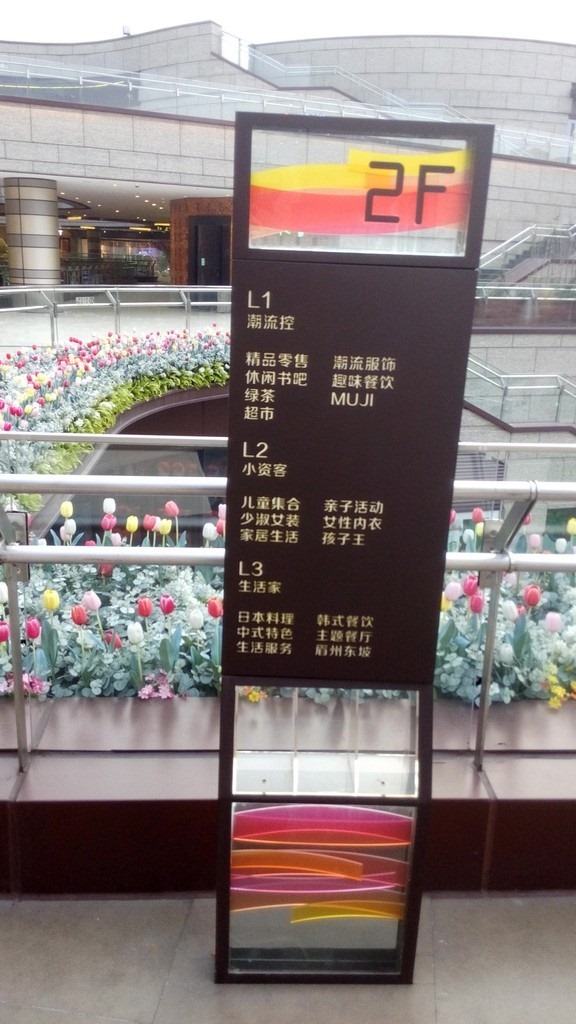 2F
L1
潮流控
精品零售 潮流服饰
休闲书吧 趣味餐饮
绿茶 MUJI
超市
L2
小资客
儿童集合 亲子活动
少淑女装 女性内衣
家居生活 孩子王
L3
生活家
日本料理 韩式餐饮
中式特色 主题餐厅
生活服务 眉州东坡